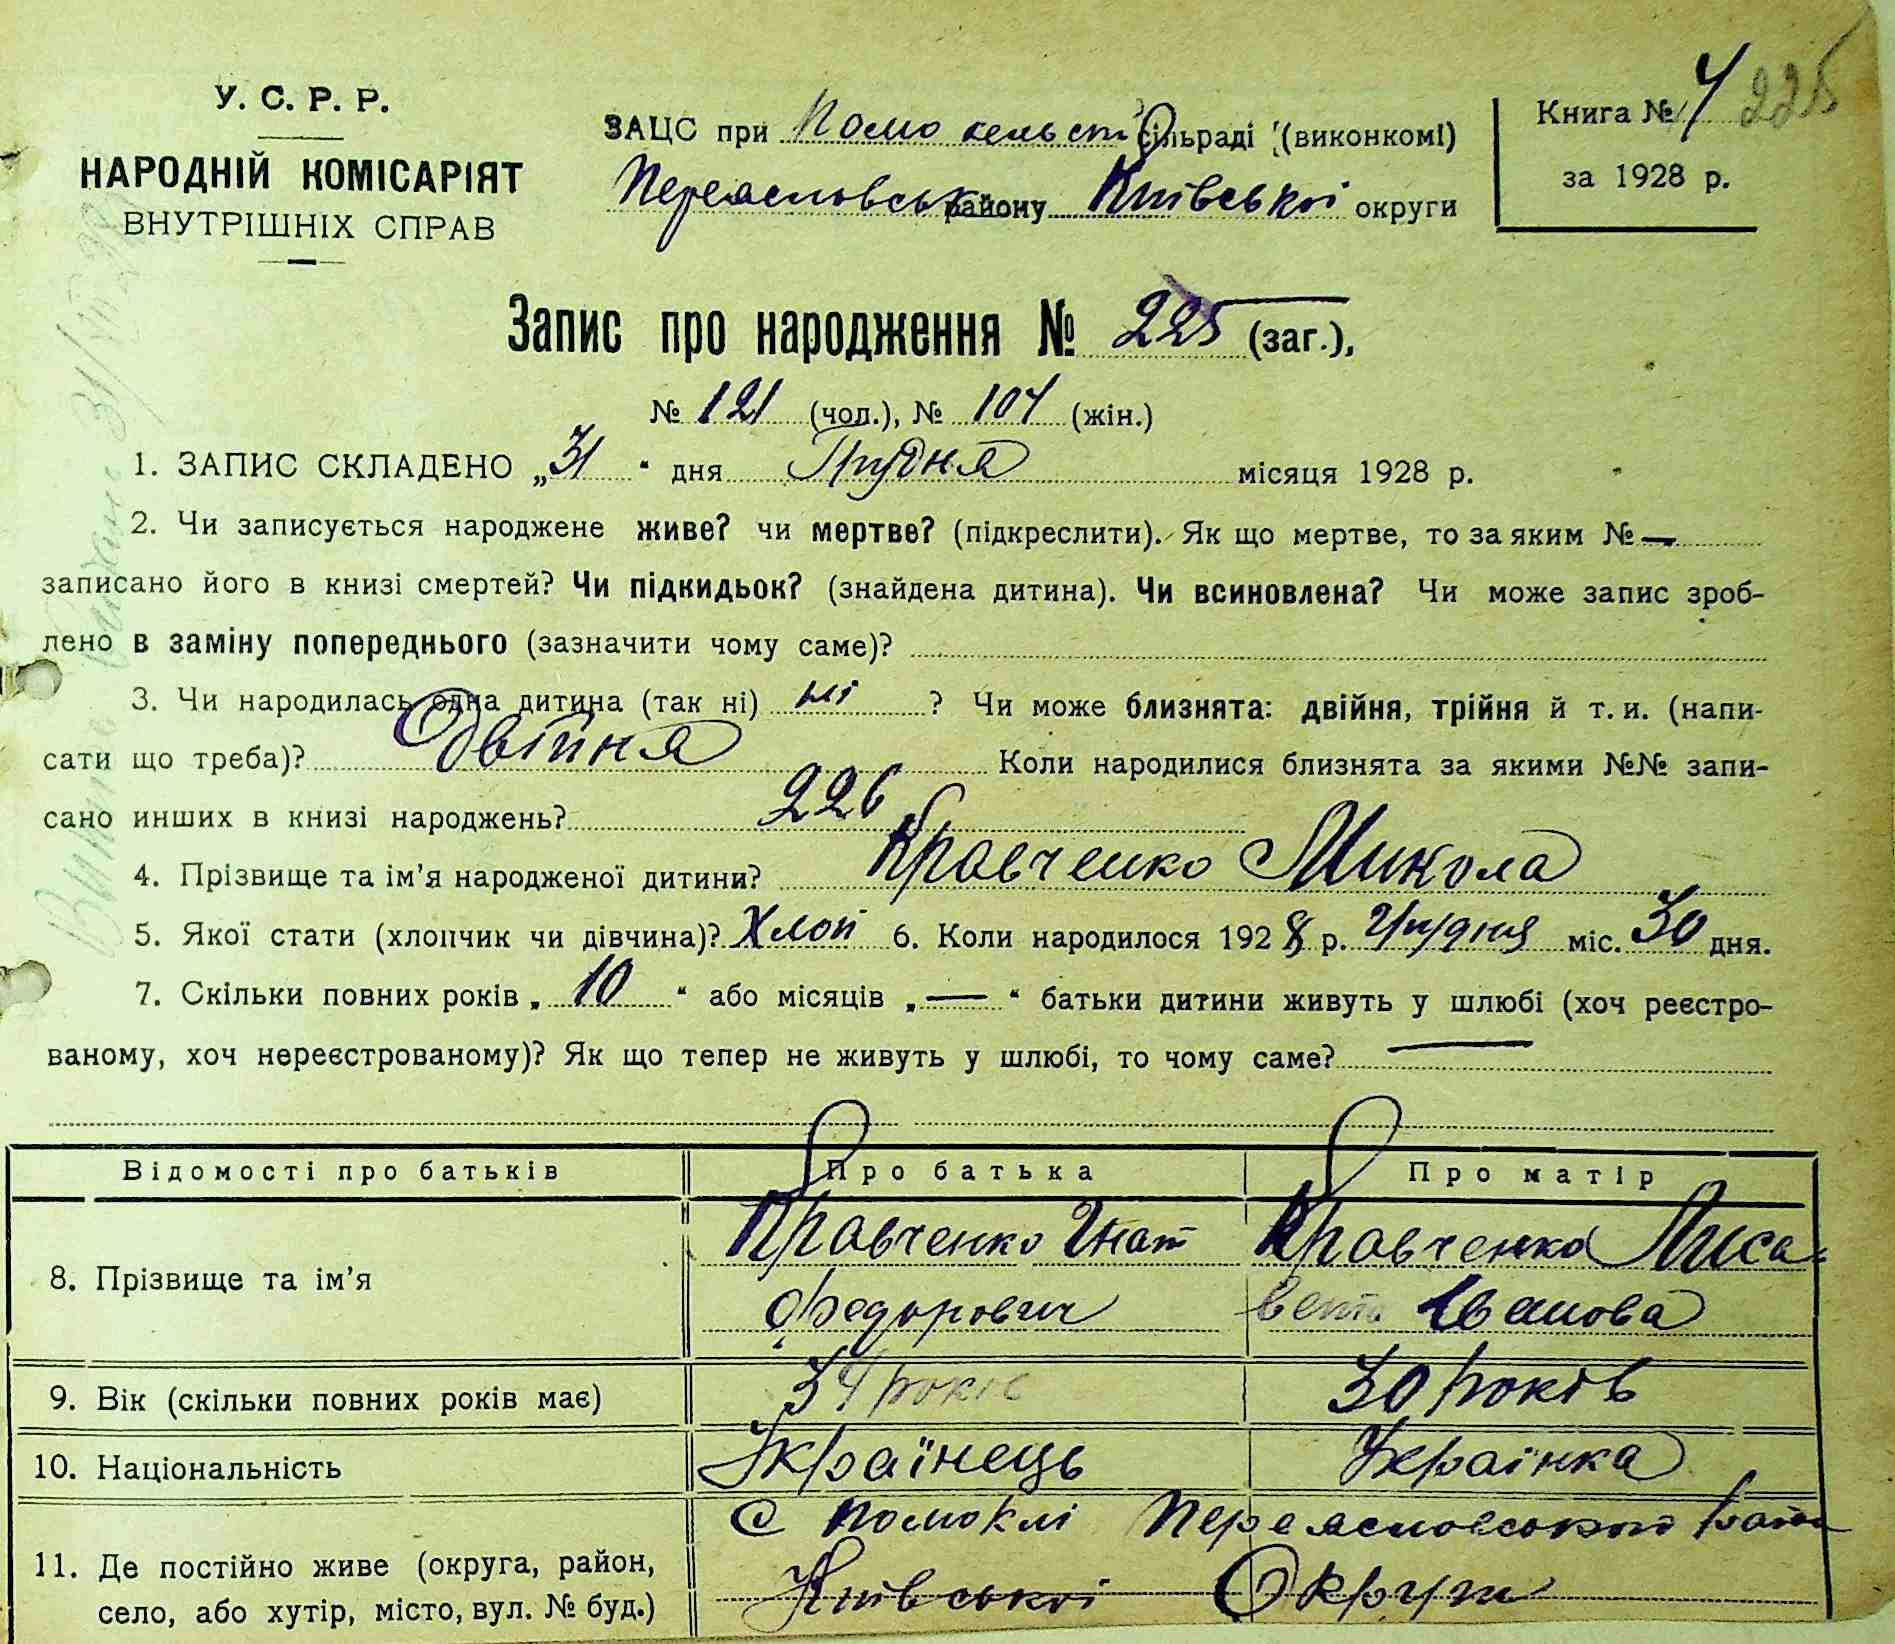 У. С. Р. Р.
НАРОДНІЙ КОМІСАРІЯТ
ВНУТРІШНІХ СПРАВ
ЗАЦС при Помокельст сільраді (виконкомі)
Переясловськ району Київської округи
Книга № 4 225
за 1928 р.
Запис про народження № 225 (заг.),
№ 121 (чол.), № 104 (жін.)
1. ЗАПИС СКЛАДЕНО „31“ дня Грудня місяця 1928 р.
2. Чи записується народжене живе? чи мертве? (підкреслити). Як що мертве, то за яким № —
записано його в книзі смертей? Чи підкидьок? (знайдена дитина). Чи всиновлена? Чи може запис зроб-
лено в заміну попереднього (зазначити чому саме)?
3. Чи народилась одна дитина (так ні) ні ? Чи може близнята: двійня, трійня й т. и. (напи-
сати що треба)? Двійня Коли народилися близнята за якими №№ запи-
сано инших в книзі народжень? 226
4. Прізвище та ім'я народженої дитини? Кравченко Микола
5. Якої стати (хлопчик чи дівчина)? Хлоп 6. Коли народилося 1928 р. Грудня міс. 30 дня.
7. Скільки повних років „10“ або місяців „—“ батьки дитини живуть у шлюбі (хоч реєстро-
ваному, хоч нереєстрованому)? Як що тепер не живуть у шлюбі, то чому саме? —
Відомості про батьків Про батька Про матір
8. Прізвище та ім'я Кравченко Гнат Федорович Кравченко Лиса-вета Іванова
9. Вік (скільки повних років має) 34 років 30 років
10. Національність Українець Українка
11. Де постійно живе (округа, район, село, або хутір, місто, вул. № буд.) с Помоклі Переясловського Київської Округи